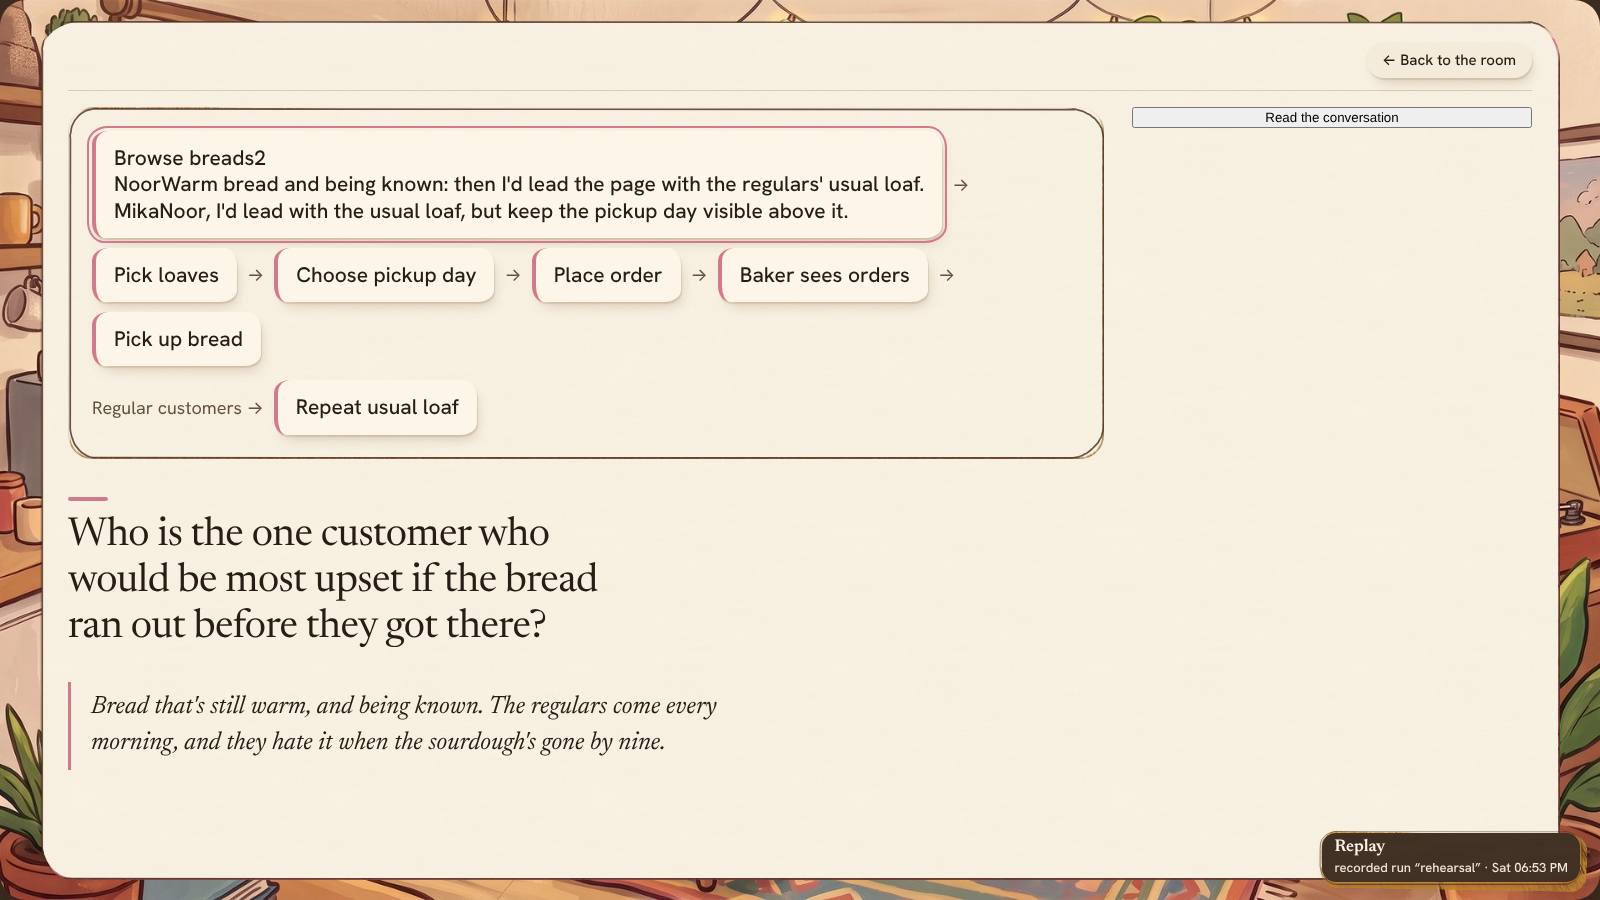 ← Back to the room
Read the conversation
Browse breads2
NoorWarm bread and being known: then I'd lead the page with the regulars' usual loaf. →
MikaNoor, I'd lead with the usual loaf, but keep the pickup day visible above it.
Pick loaves → Choose pickup day → Place order → Baker sees orders →
Pick up bread
Regular customers → Repeat usual loaf
Who is the one customer who
would be most upset if the bread
ran out before they got there?
Bread that's still warm, and being known. The regulars come every
morning, and they hate it when the sourdough's gone by nine.
Replay
recorded run “rehearsal” · Sat 06:53 PM